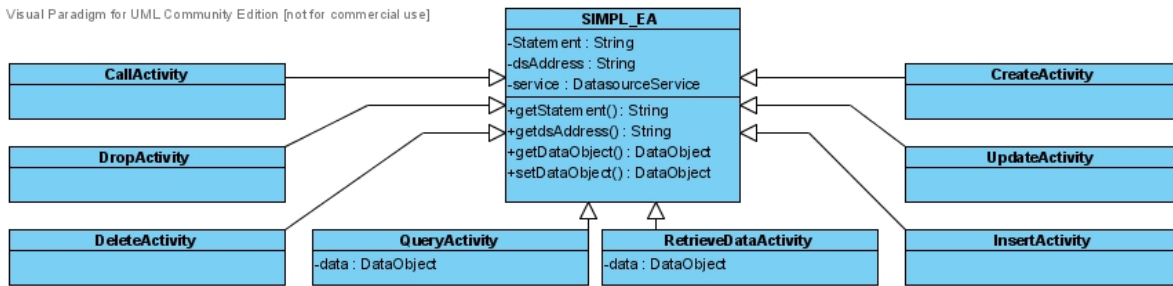 Visual Paradigm for UML Community Edition [not for commercial use]
SIMPL_EA
-Statement : String
-dsAddress : String
-service : DatasourceService
+getStatement() : String
+getdsAddress() : String
+getDataObject() : DataObject
+setDataObject() : DataObject
CallActivity
CreateActivity
DropActivity
UpdateActivity
DeleteActivity
QueryActivity
-data : DataObject
RetrieveDataActivity
-data : DataObject
InsertActivity